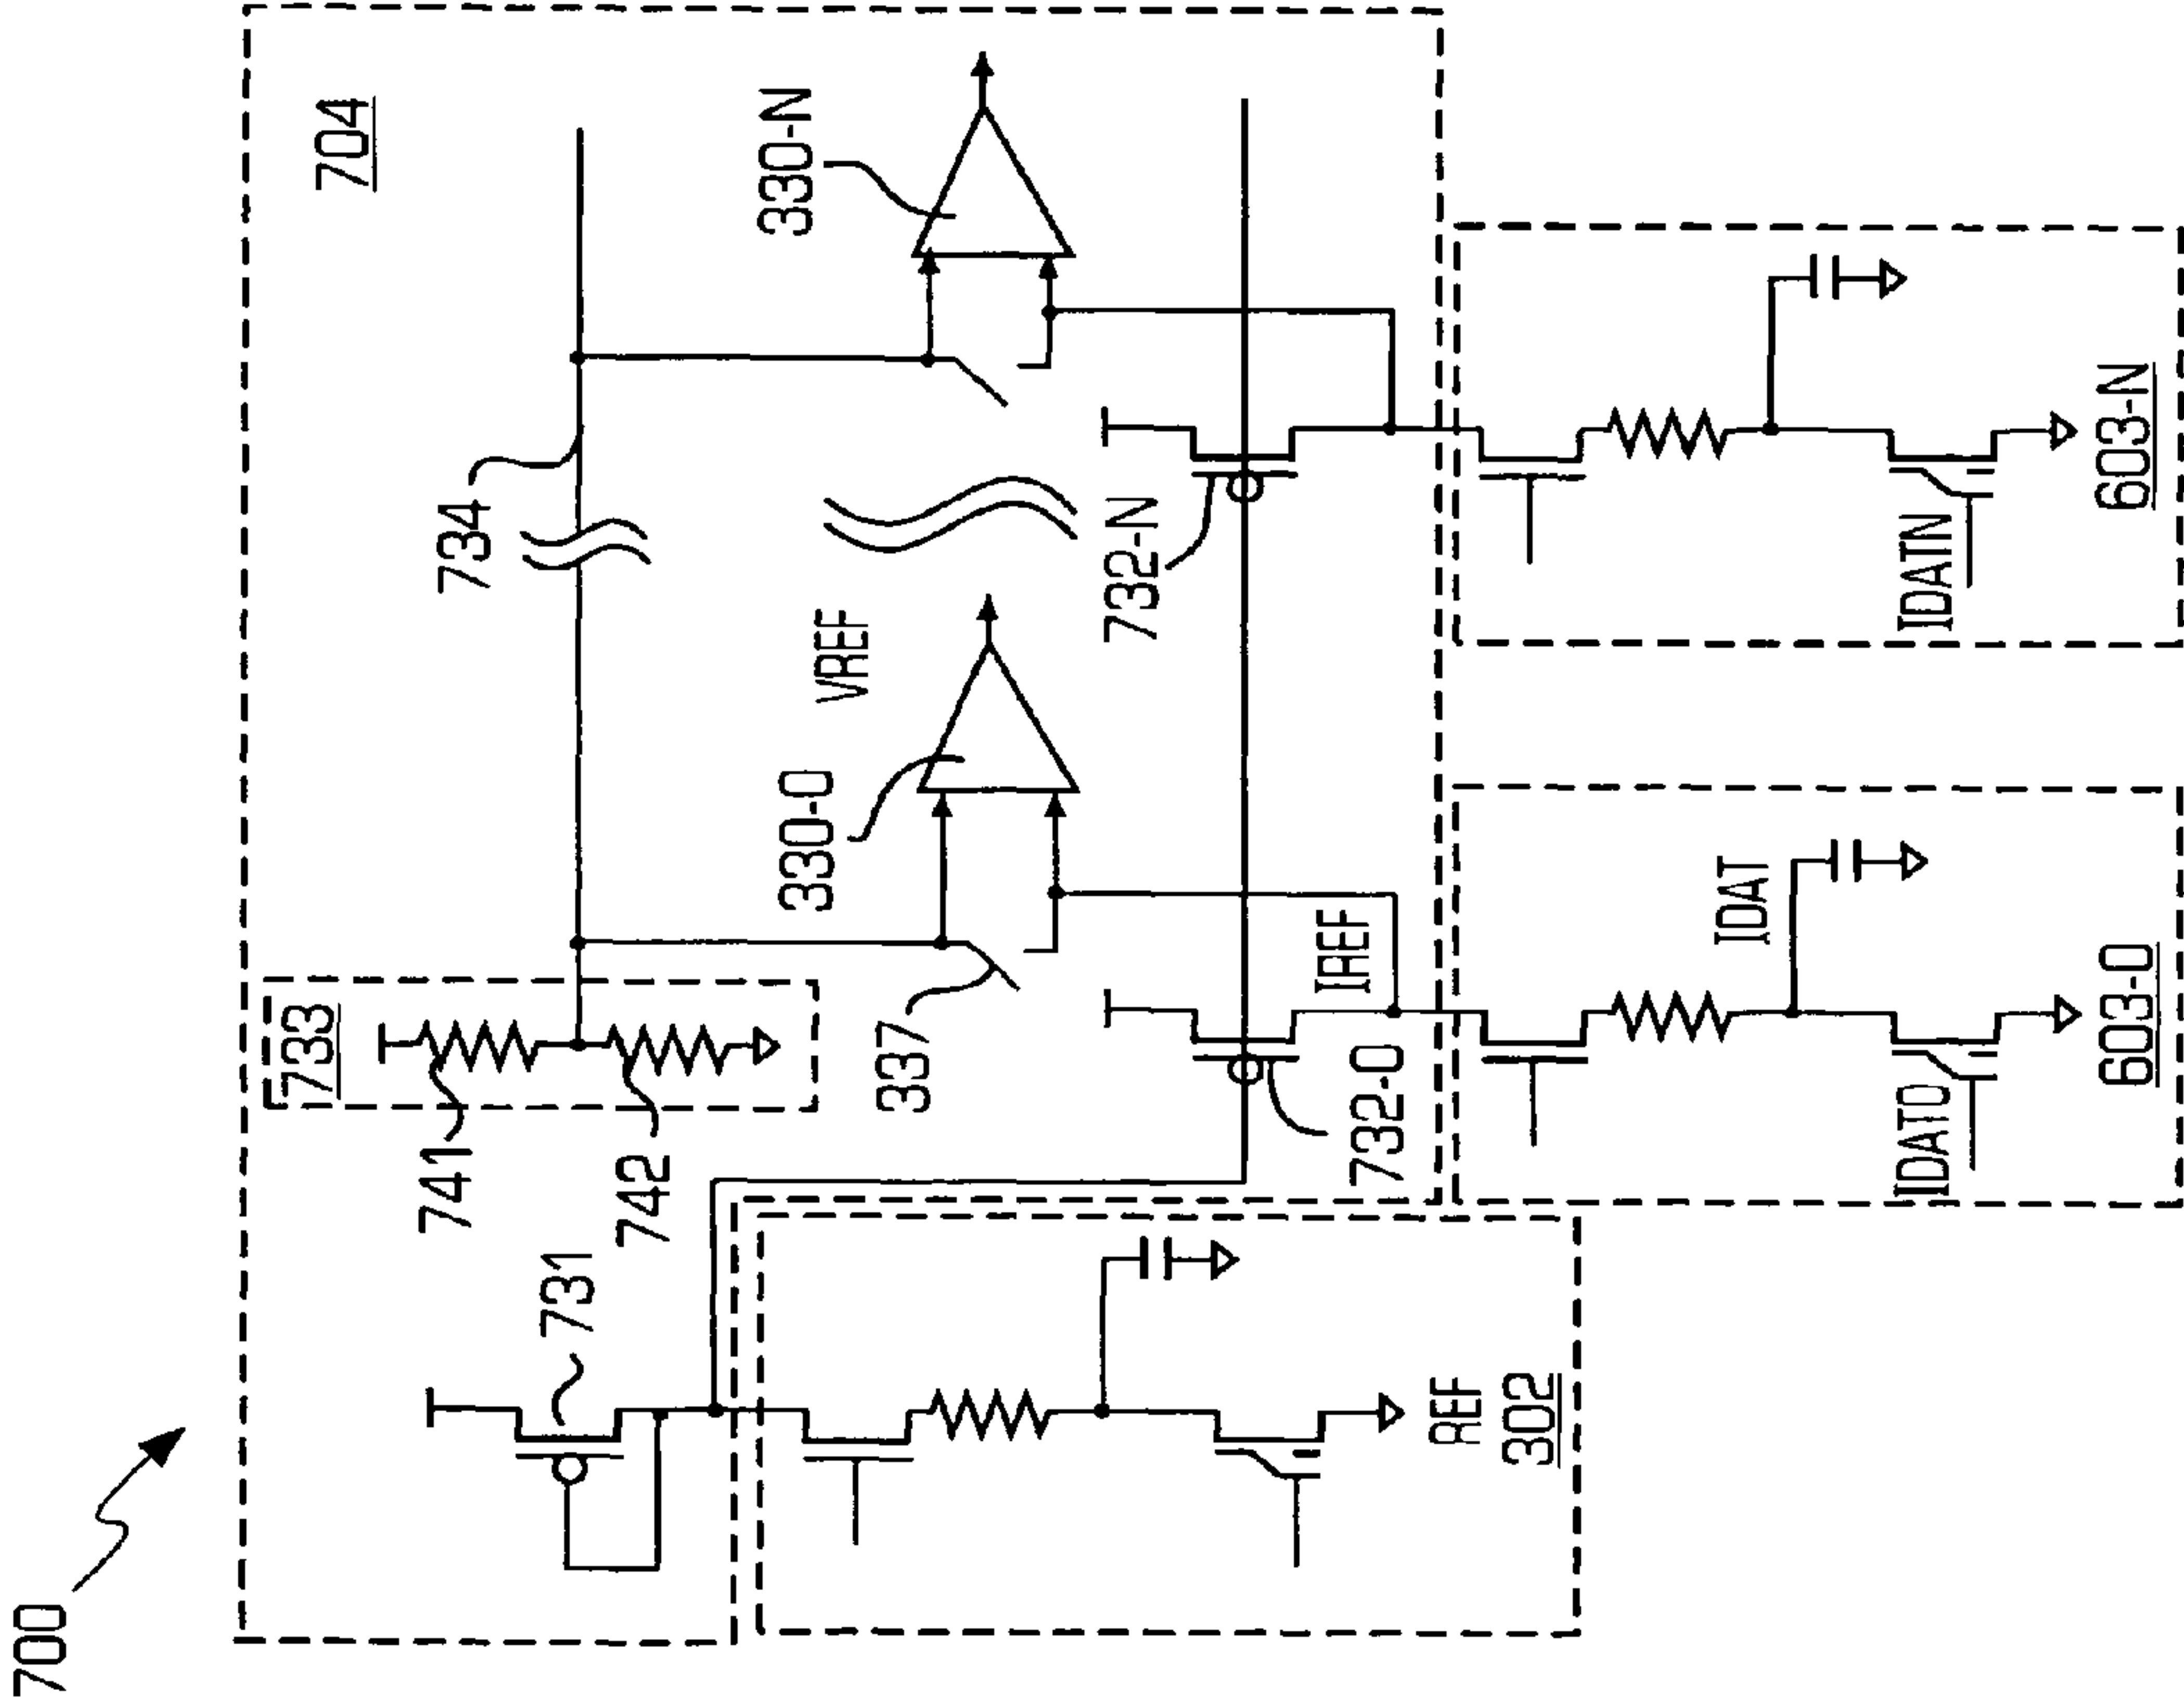 700
704
734
330-N
VREF
330-0
732-N
733
741
742
337
731
IREF
732-0
IDAT
IDATN
603-N
IDAT0
603-0
REF
302